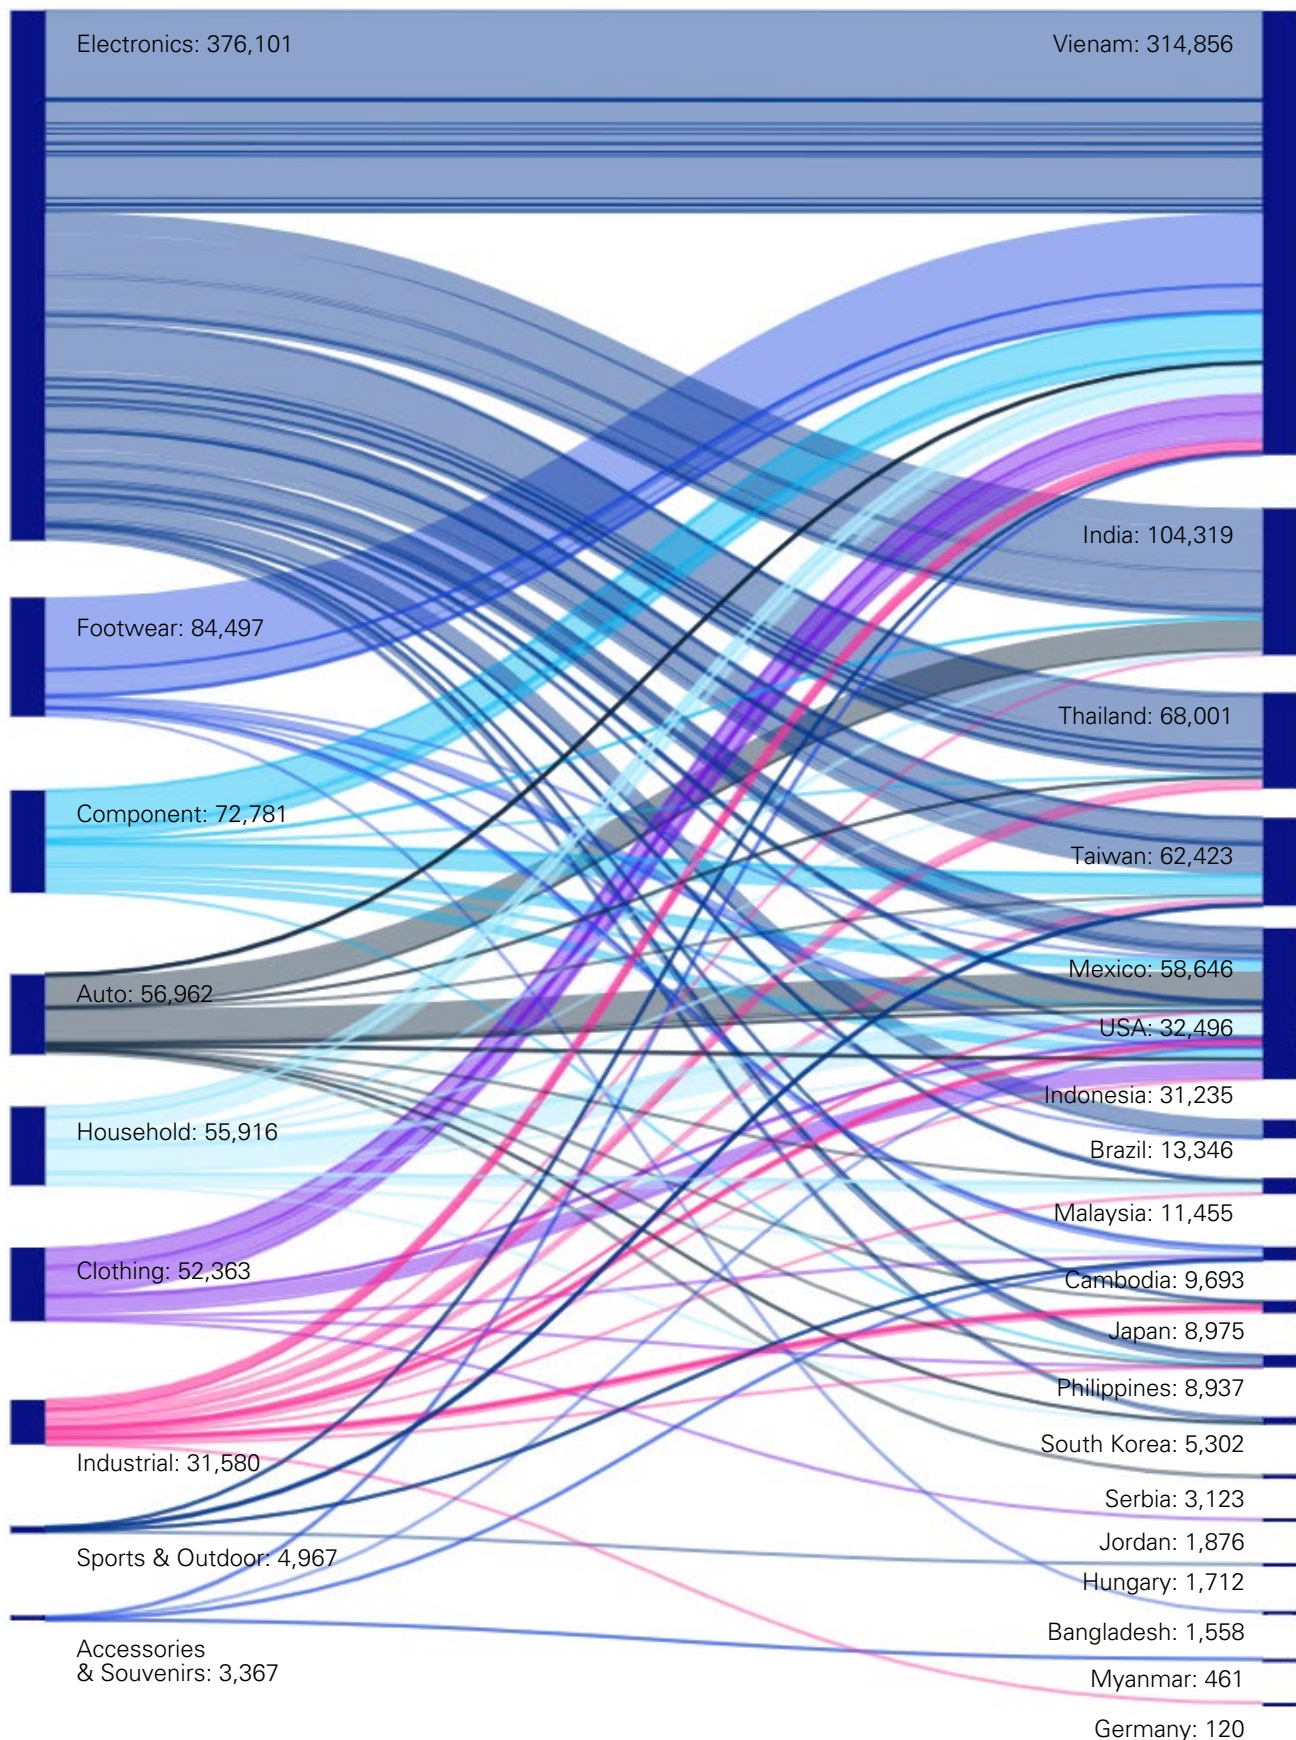 Electronics: 376,101
Vienam: 314,856
India: 104,319
Footwear: 84,497
Thailand: 68,001
Component: 72,781
Taiwan: 62,423
Mexico: 58,646
Auto: 56,962
USA: 32,496
Indonesia: 31,235
Household: 55,916
Brazil: 13,346
Malaysia: 11,455
Clothing: 52,363
Cambodia: 9,693
Japan: 8,975
Philippines: 8,937
South Korea: 5,302
Industrial: 31,580
Serbia: 3,123
Jordan: 1,876
Sports & Outdoor: 4,967
Hungary: 1,712
Bangladesh: 1,558
Accessories
& Souvenirs: 3,367
Myanmar: 461
Germany: 120